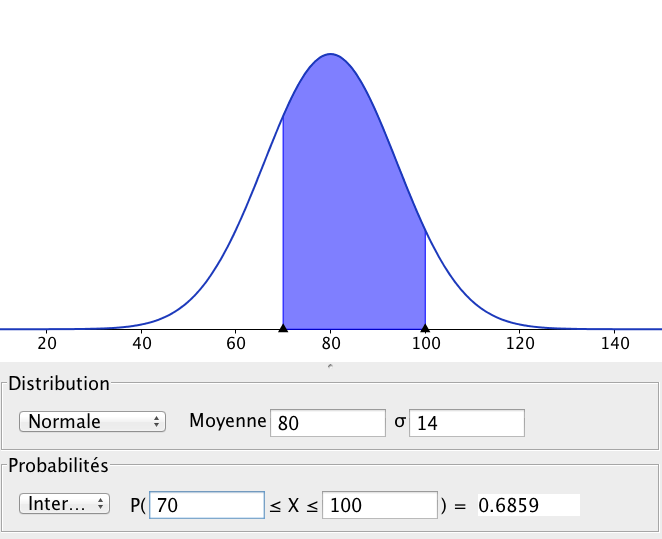 20 40 60 80 100 120 140
Distribution
Normale Moyenne 80 σ 14
Probabilités
Inter... P( 70 ≤ X ≤ 100 ) = 0.6859